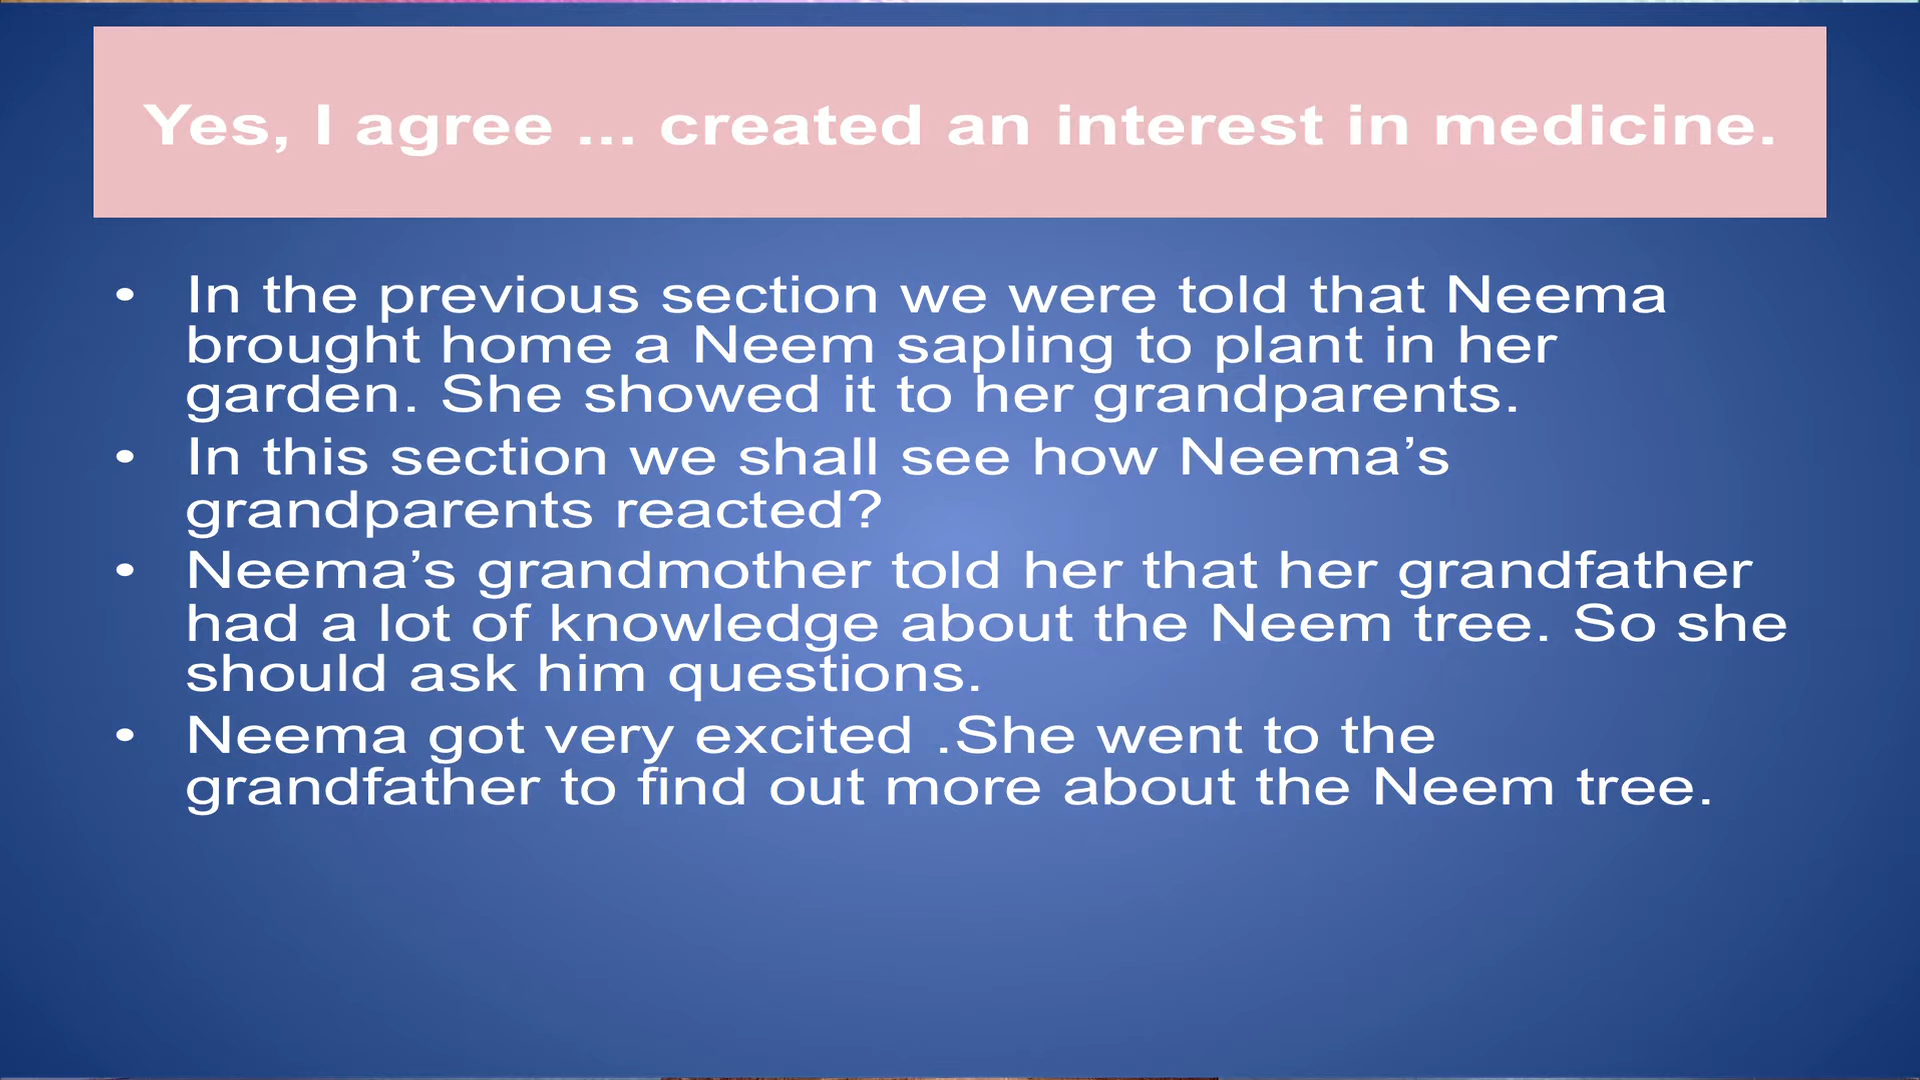 Yes, I agree ... created an interest in medicine.
• In the previous section we were told that Neema
brought home a Neem sapling to plant in her
garden. She showed it to her grandparents.
• In this section we shall see how Neema’s
grandparents reacted?
• Neema’s grandmother told her that her grandfather
had a lot of knowledge about the Neem tree. So she
should ask him questions.
• Neema got very excited .She went to the
grandfather to find out more about the Neem tree.